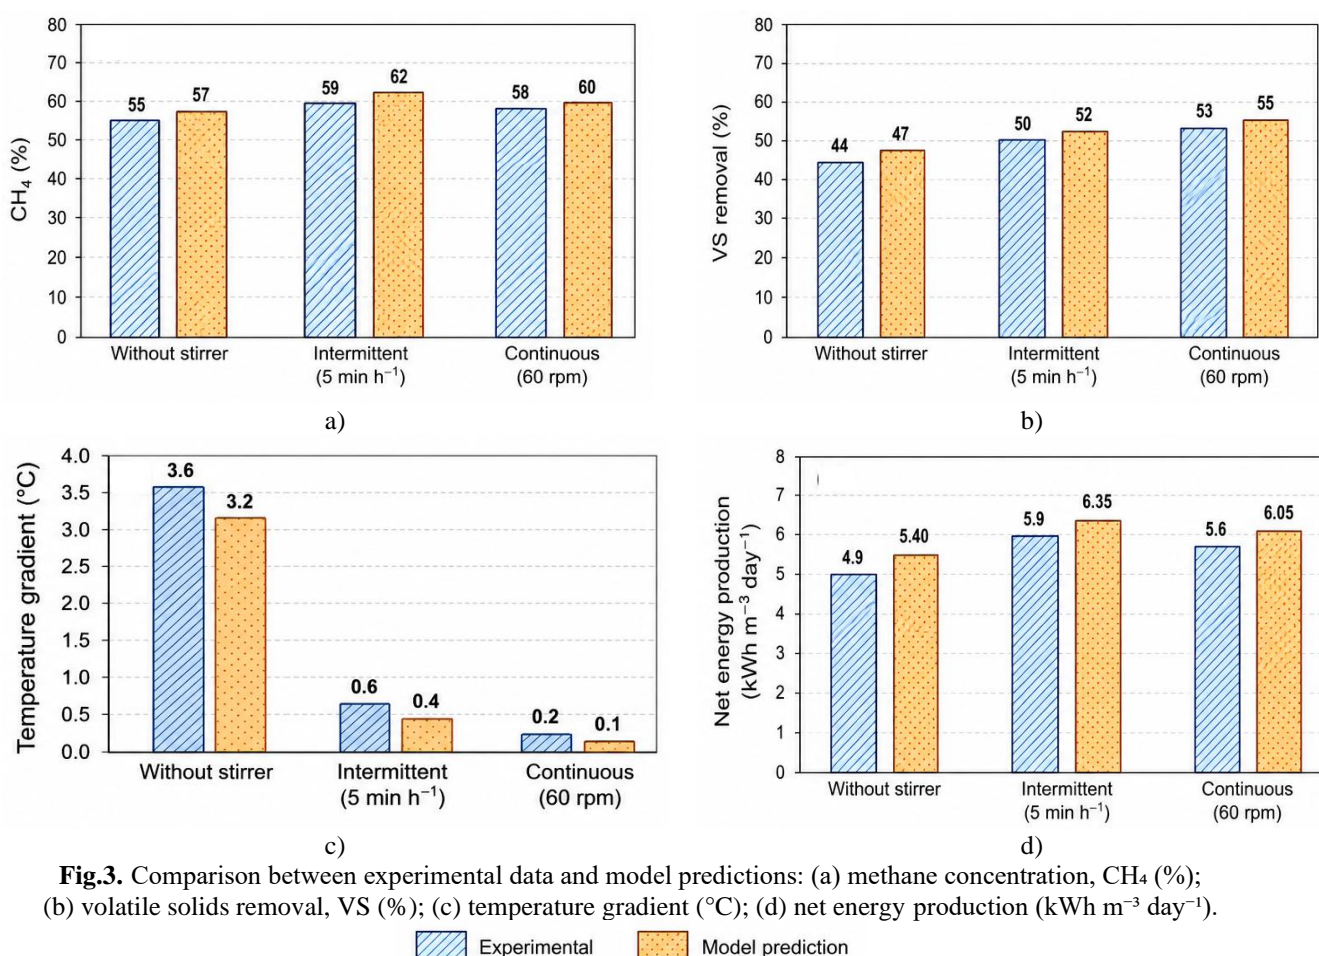 80
70
60
50
40
30
20
10
0
CH₄ (%)
55
57
59
62
58
60
Without stirrer
Intermittent
(5 min h⁻¹)
Continuous
(60 rpm)
a)
80
70
60
50
40
30
20
10
0
VS removal (%)
44
47
50
52
53
55
Without stirrer
Intermittent
(5 min h⁻¹)
Continuous
(60 rpm)
b)
4.0
3.5
3.0
2.5
2.0
1.5
1.0
0.5
0.0
Temperature gradient (°C)
3.6
3.2
0.6
0.4
0.2
0.1
Without stirrer
Intermittent
(5 min h⁻¹)
Continuous
(60 rpm)
c)
8
7
6
5
4
3
2
1
0
Net energy production
(kWh m⁻³ day⁻¹)
4.9
5.40
5.9
6.35
5.6
6.05
Without stirrer
Intermittent
(5 min h⁻¹)
Continuous
(60 rpm)
d)
Fig.3. Comparison between experimental data and model predictions: (a) methane concentration, CH₄ (%);
(b) volatile solids removal, VS (%); (c) temperature gradient (°C); (d) net energy production (kWh m⁻³ day⁻¹).
Experimental
Model prediction